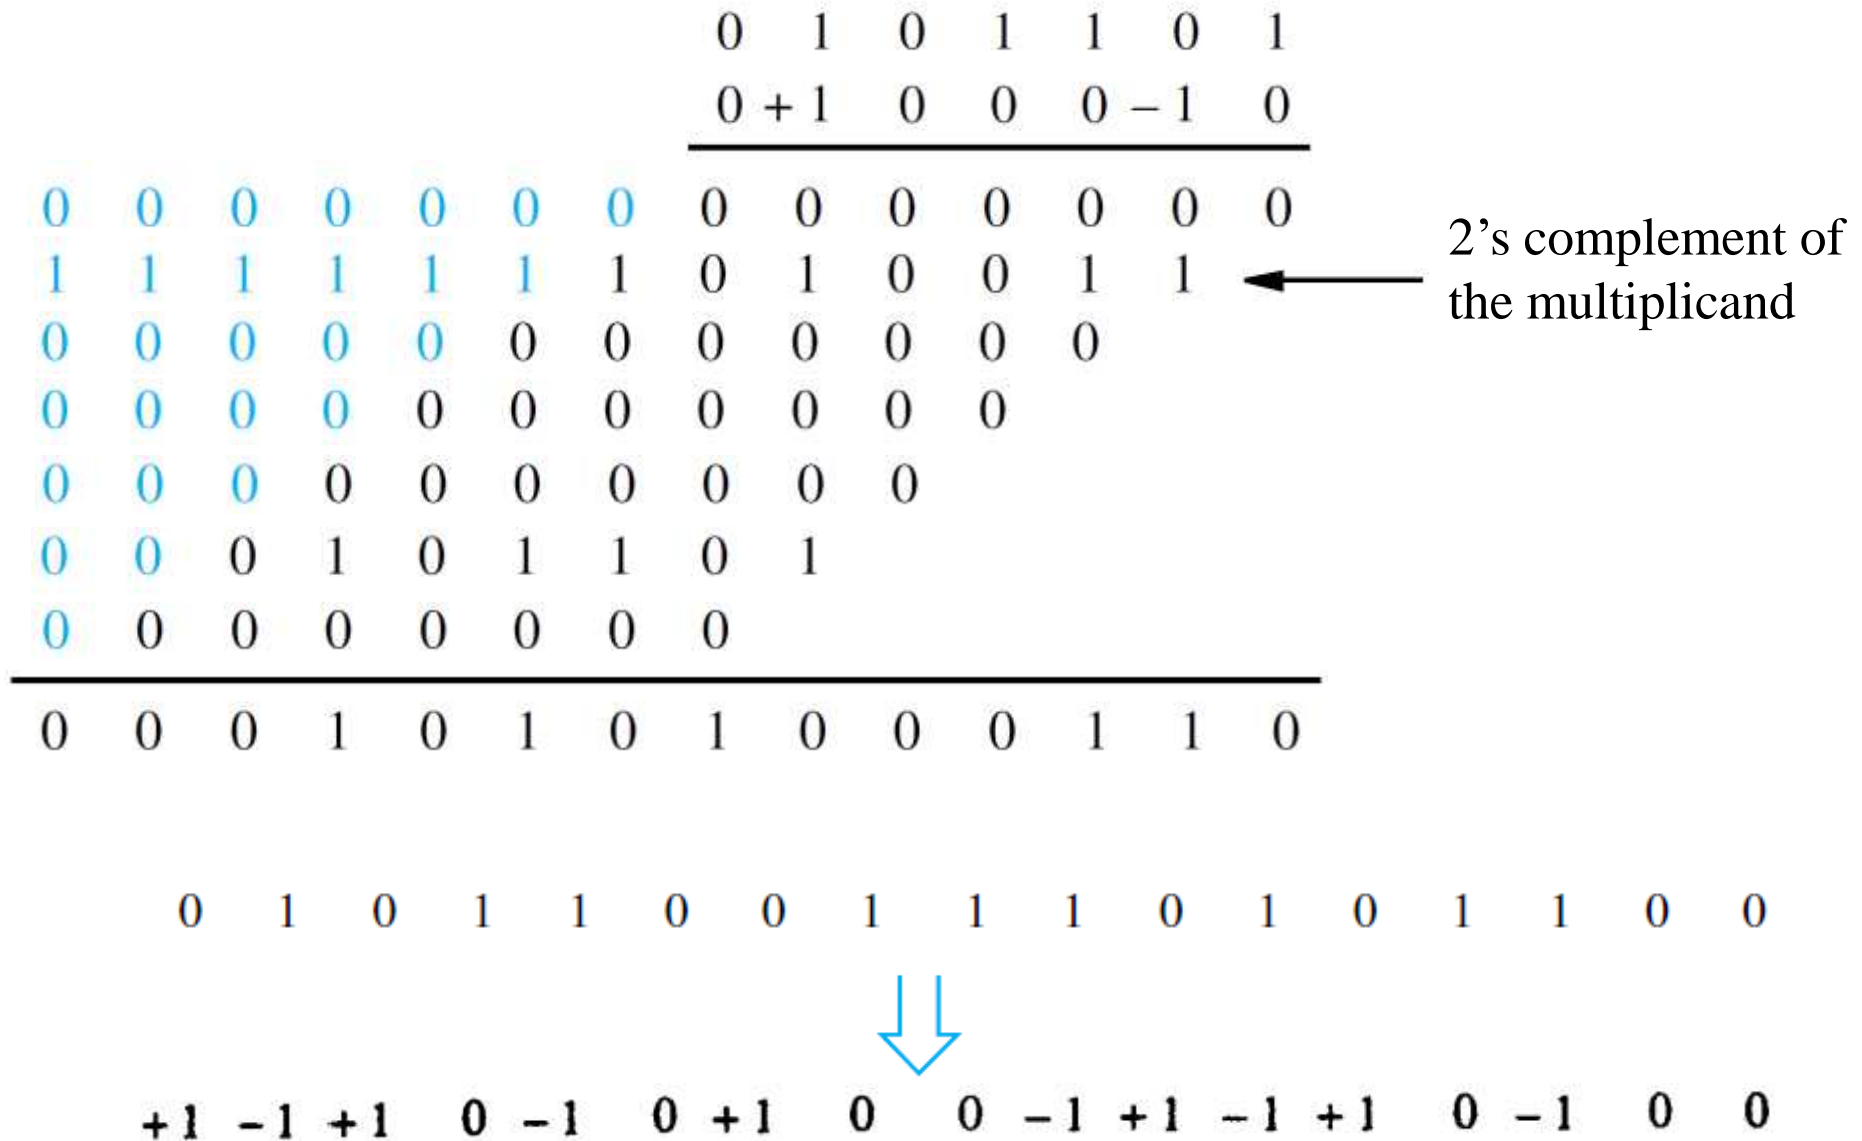 0 1 0 1 1 0 1
0 + 1 0 0 0 − 1 0
0 0 0 0 0 0 0 0 0 0 0 0 0 0
1 1 1 1 1 1 1 0 1 0 0 1 1
2's complement of
the multiplicand
0 0 0 0 0 0 0 0 0 0 0 0
0 0 0 0 0 0 0 0 0 0 0
0 0 0 0 0 0 0 0 0 0
0 0 0 1 0 1 1 0 1
0 0 0 0 0 0 0 0
0 0 0 1 0 1 0 1 0 0 0 1 1 0
0 1 0 1 1 0 0 1 1 1 0 1 0 1 1 0 0
+1 −1 +1 0 −1 0 +1 0 0 −1 +1 −1 +1 0 −1 0 0